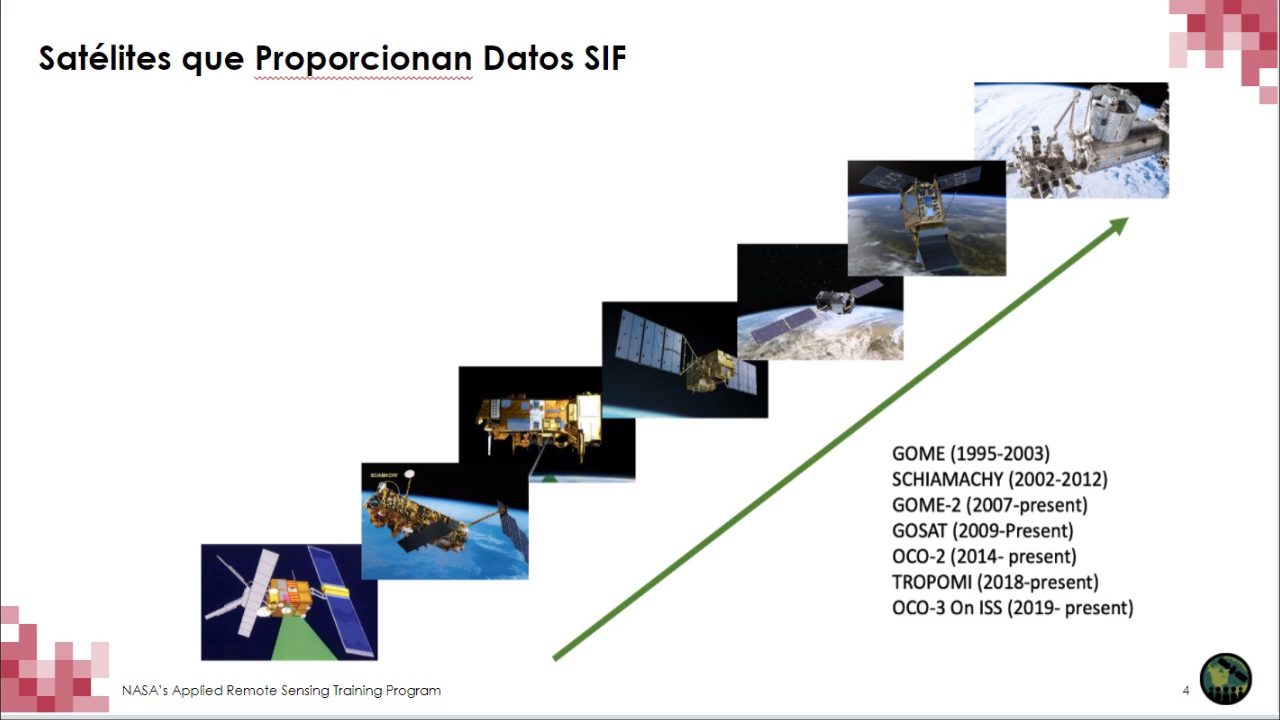 Satélites que Proporcionan Datos SIF
SCIAMACHY
GOME (1995-2003)
SCHIAMACHY (2002-2012)
GOME-2 (2007-present)
GOSAT (2009-Present)
OCO-2 (2014- present)
TROPOMI (2018-present)
OCO-3 On ISS (2019- present)
NASA's Applied Remote Sensing Training Program
4